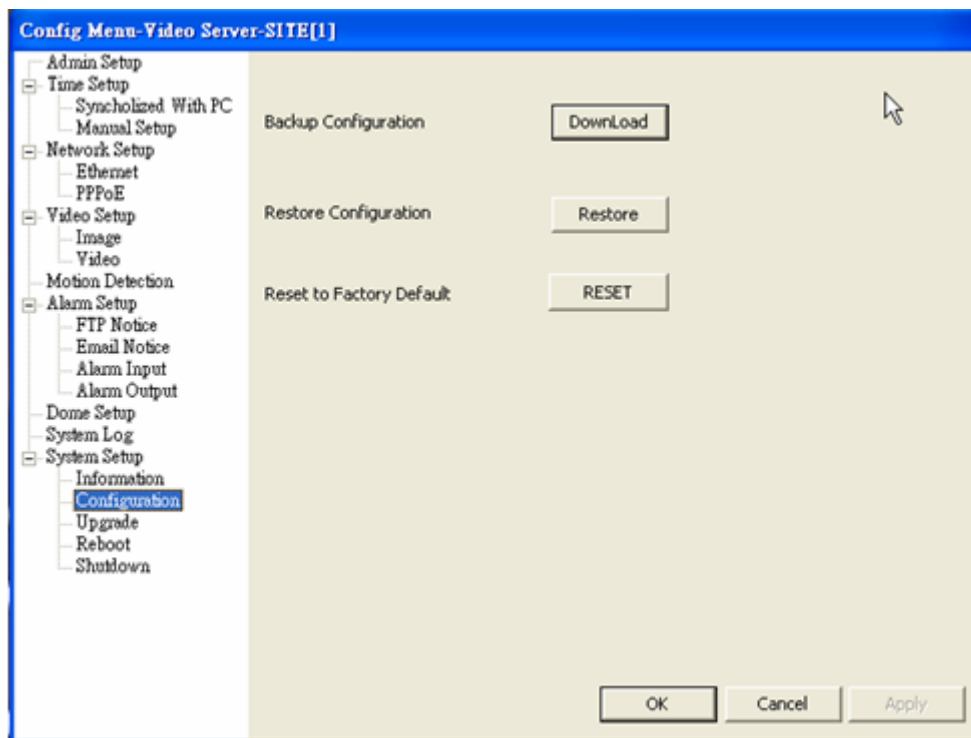 Config Menu-Video Server-SITE[1]
Admin Setup
Time Setup
Syncholized With PC
Manual Setup
Network Setup
Ethernet
PPPoE
Video Setup
Image
Video
Motion Detection
Alarm Setup
FTP Notice
Email Notice
Alarm Input
Alarm Output
Dome Setup
System Log
System Setup
Information
Configuration
Upgrade
Reboot
Shutdown
Backup Configuration
DownLoad
Restore Configuration
Restore
Reset to Factory Default
RESET
OK
Cancel
Apply